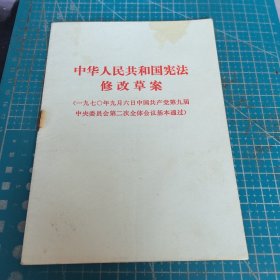 中华人民共和国宪法
修改草案
(一九七〇年九月六日中国共产党第九届
中央委员会第二次全体会议基本通过)